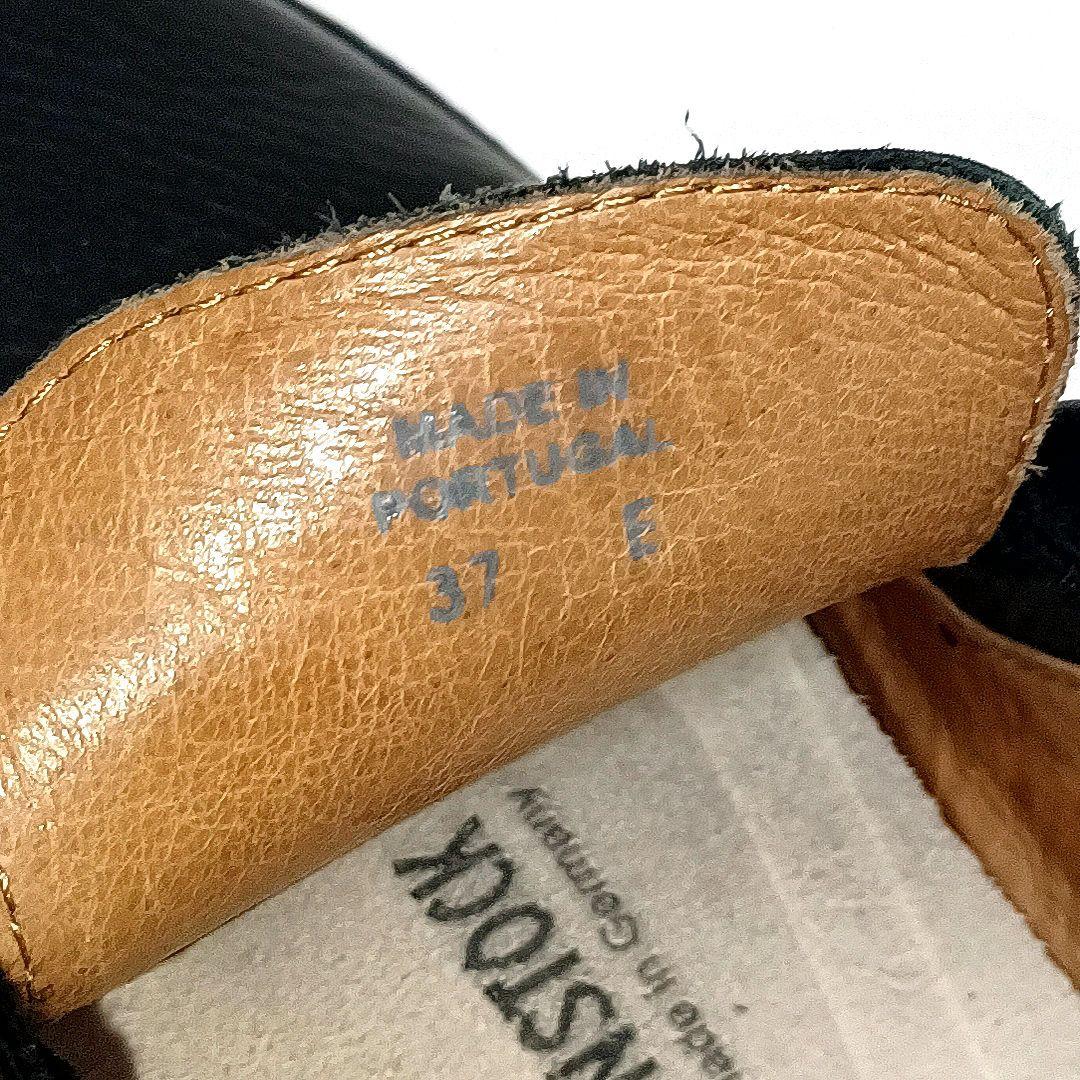 MADE IN
PORTUGAL
37 E
NSTOCK
Made in Germany